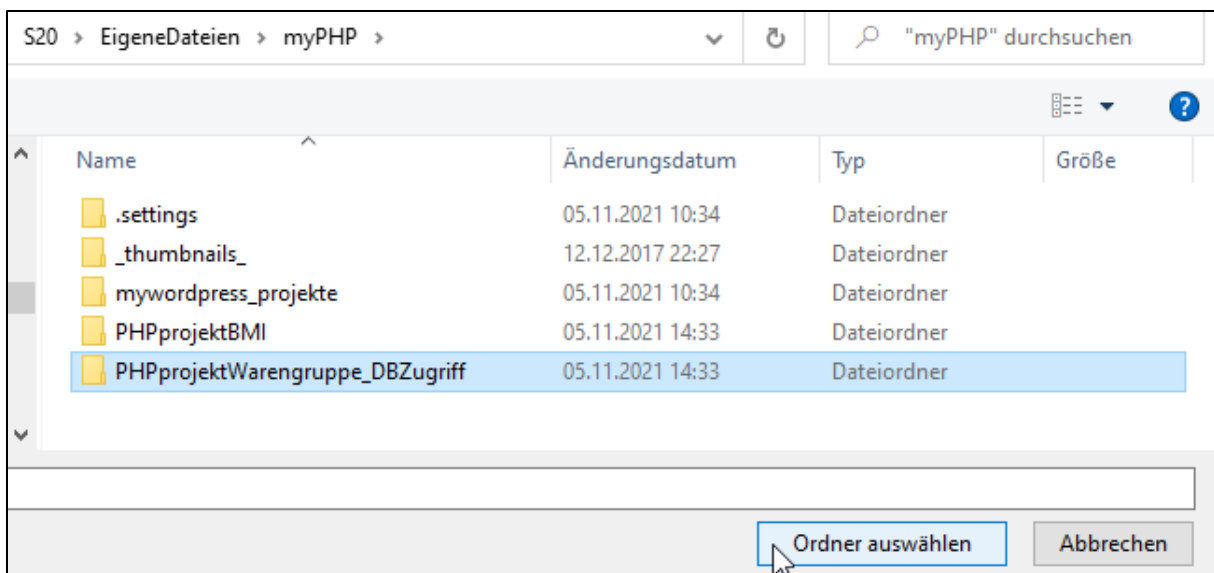 S20 > EigeneDateien > myPHP > "myPHP" durchsuchen
?
Name Änderungsdatum Typ Größe
.settings 05.11.2021 10:34 Dateiordner
_thumbnails_ 12.12.2017 22:27 Dateiordner
mywordpress_projekte 05.11.2021 10:34 Dateiordner
PHPprojektBMI 05.11.2021 14:33 Dateiordner
PHPprojektWarengruppe_DBZugriff 05.11.2021 14:33 Dateiordner
Ordner auswählen Abbrechen